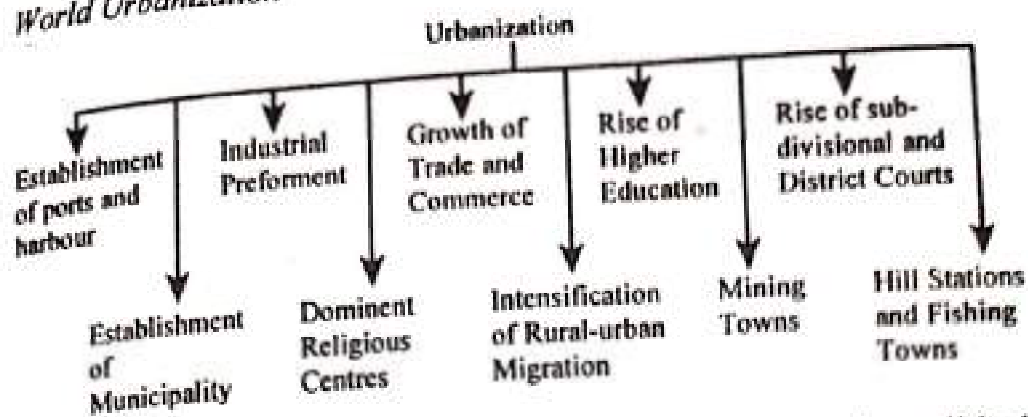 World Urbanization
Urbanization
Establishment
of ports and
harbour
Industrial
Preforment
Growth of
Trade and
Commerce
Rise of
Higher
Education
Rise of sub-
divisional and
District Courts
Establishment
of
Municipality
Dominent
Religious
Centres
Intensification
of Rural-urban
Migration
Mining
Towns
Hill Stations
and Fishing
Towns